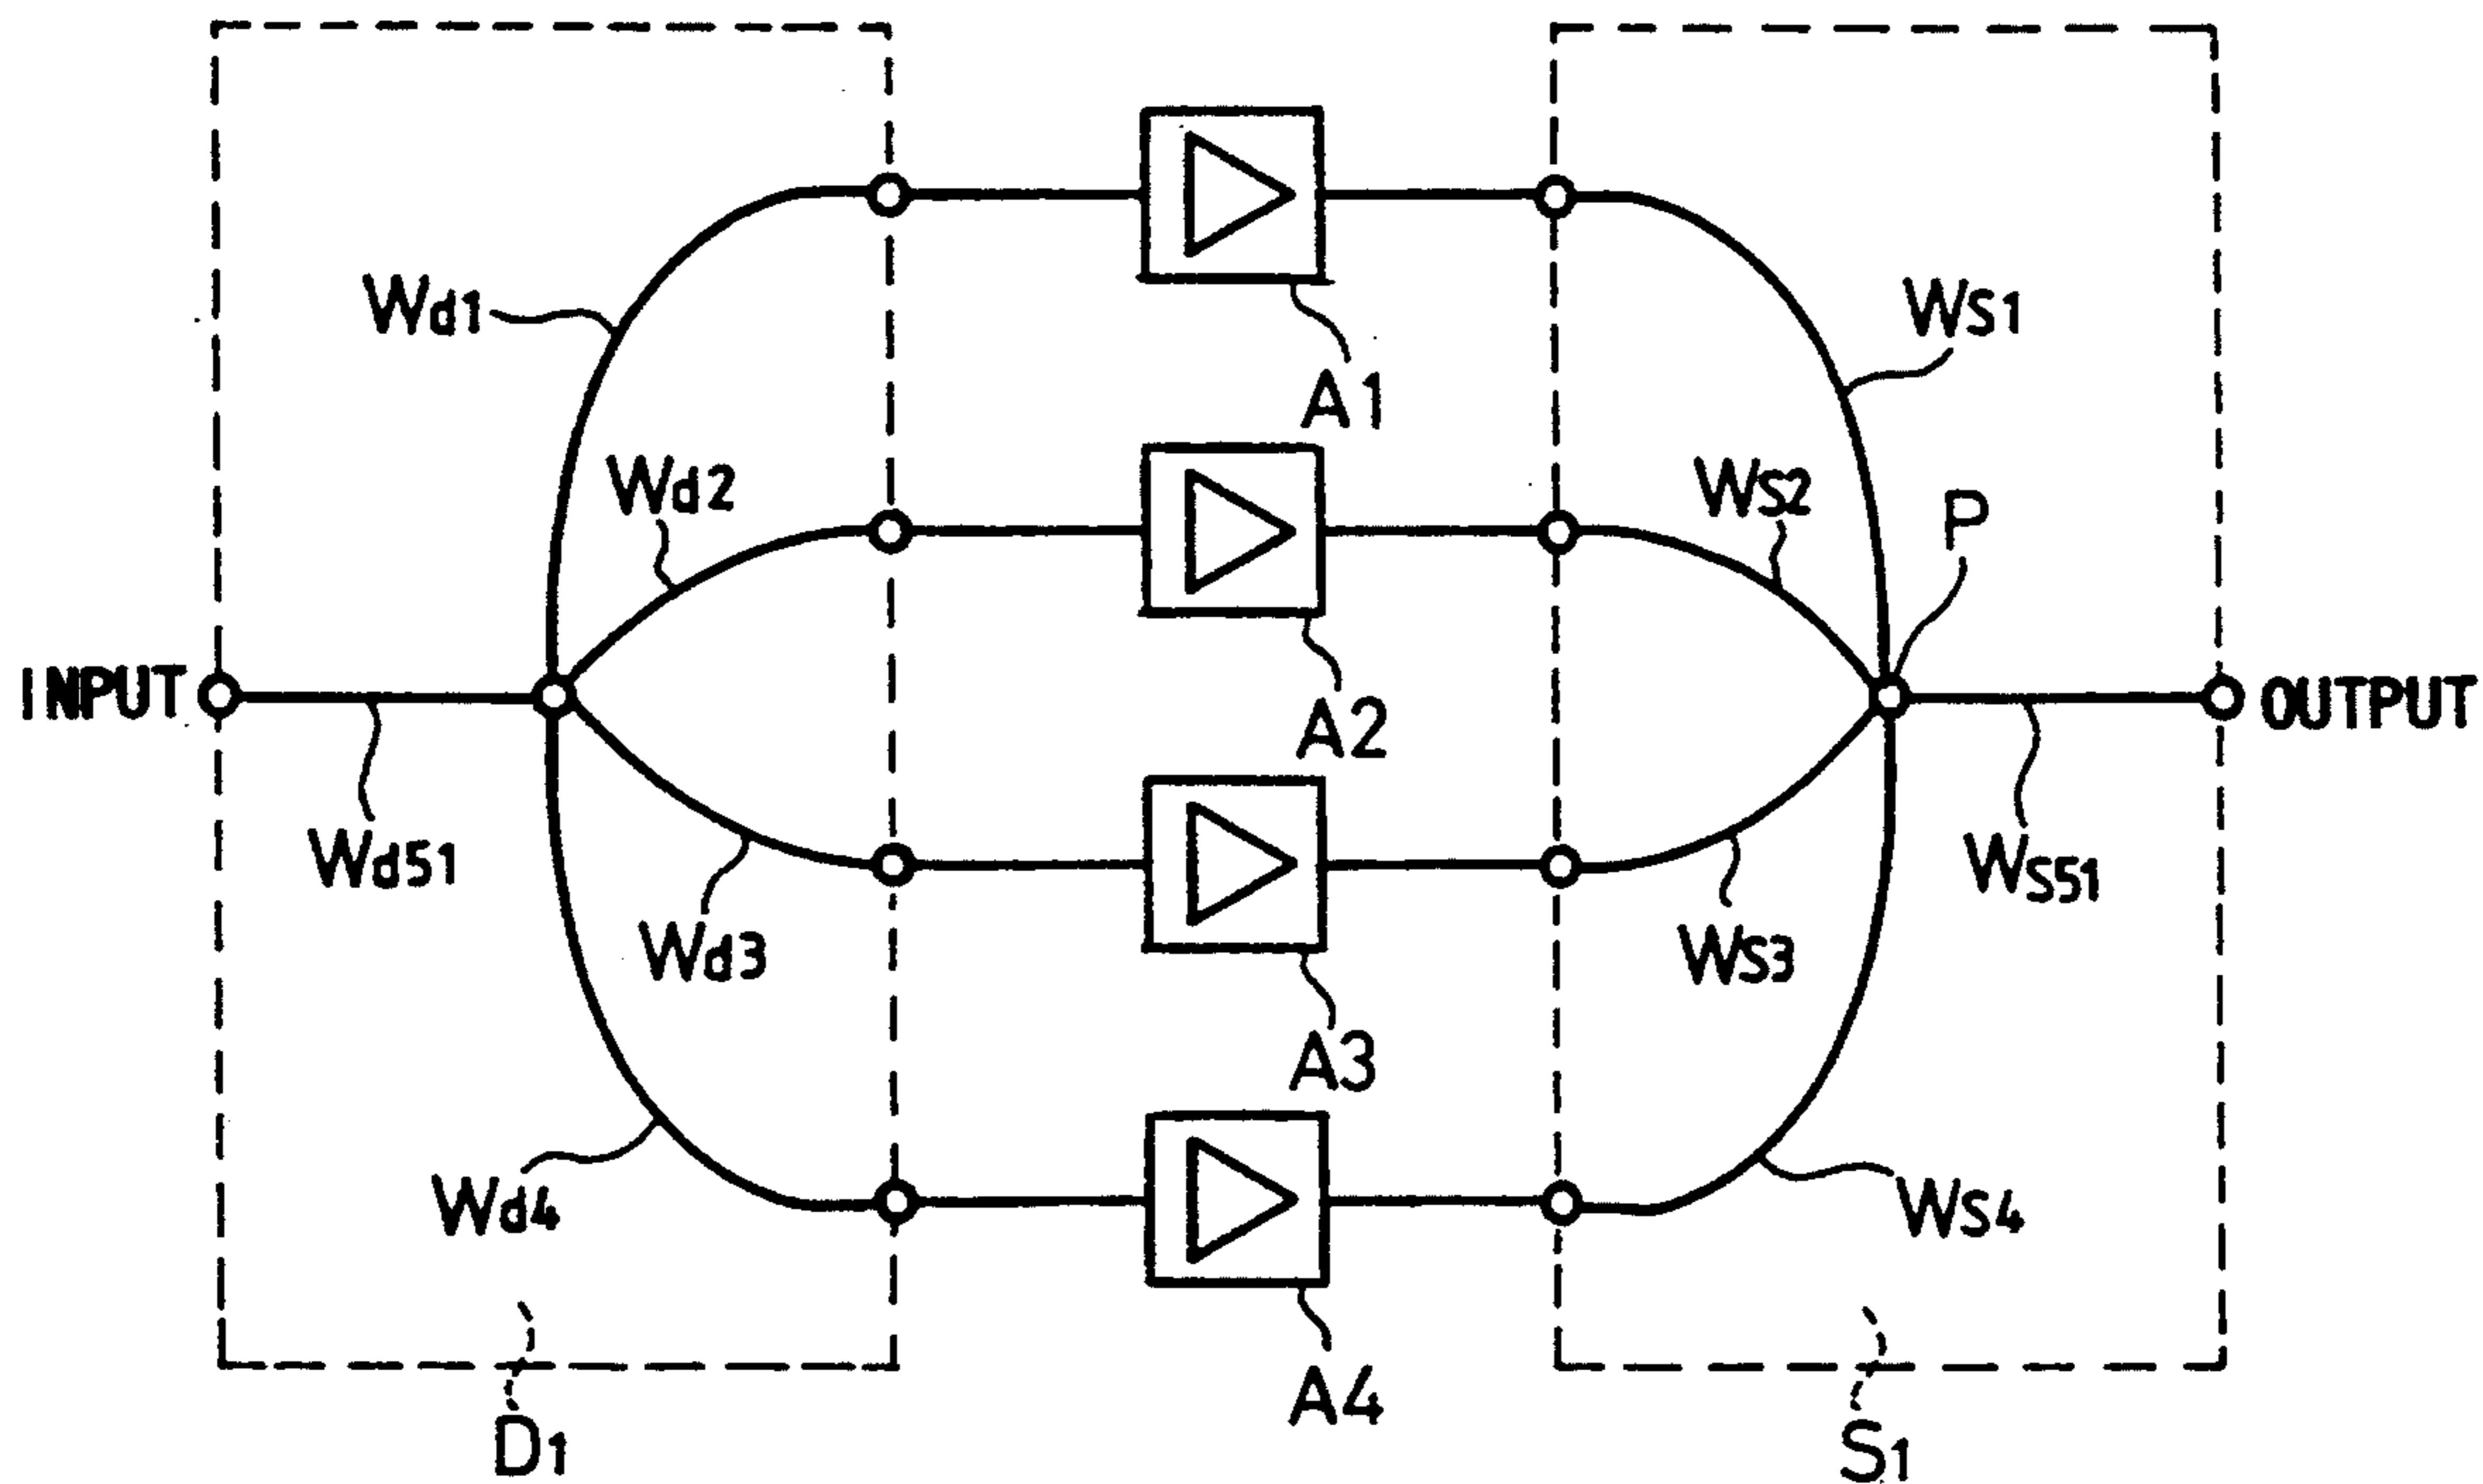 Wd1
A1
WS1
Wd2
WS2
P
INPUT
OUTPUT
A2
Wd51
WS51
Wd3
WS3
A3
Wd4
WS4
A4
D1
S1